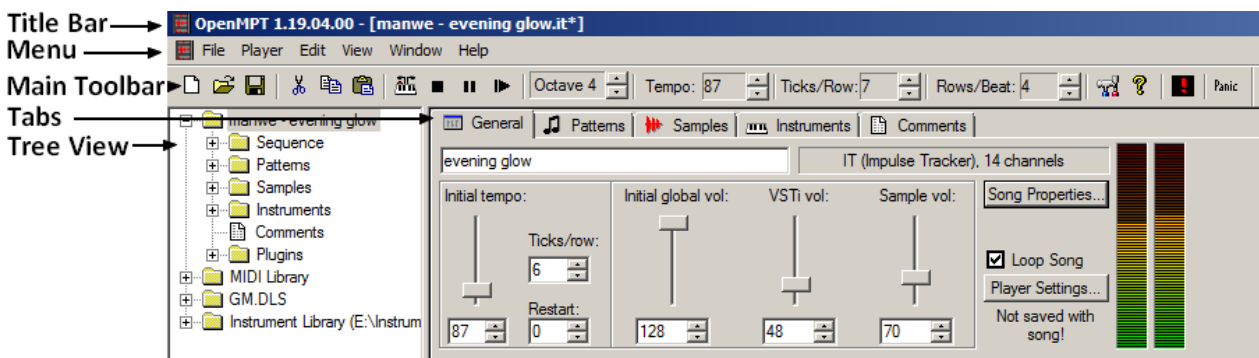 Title Bar
OpenMPT 1.19.04.00 - [manwe - evening glow.it*]
Menu
File Player Edit View Window Help
Main Toolbar
Octave 4 Tempo: 87 Ticks/Row: 7 Rows/Beat: 4 Panic
Tabs
manwe - evening glow
General Patterns Samples Instruments Comments
Tree View
Sequence
Patterns
Samples
Instruments
Comments
Plugins
MIDI Library
GM.DLS
Instrument Library (E:\Instrum
evening glow
IT (Impulse Tracker), 14 channels
Initial tempo: Initial global vol: VSTi vol: Sample vol: Song Properties...
Ticks/row:
6
Loop Song
Player Settings...
Restart:
87 0 128 48 70
Not saved with
song!